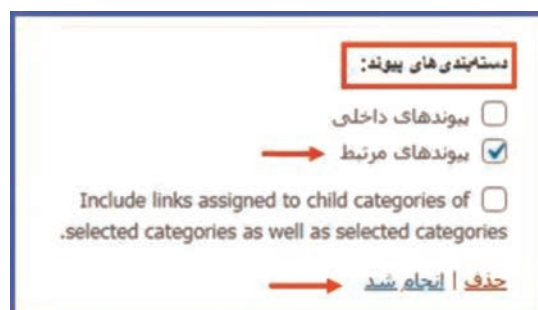 دسته‌بندی‌های پیوند:
پیوندهای داخلی
پیوندهای مرتبط
Include links assigned to child categories of
selected categories as well as selected categories.
حذف | انجام شد